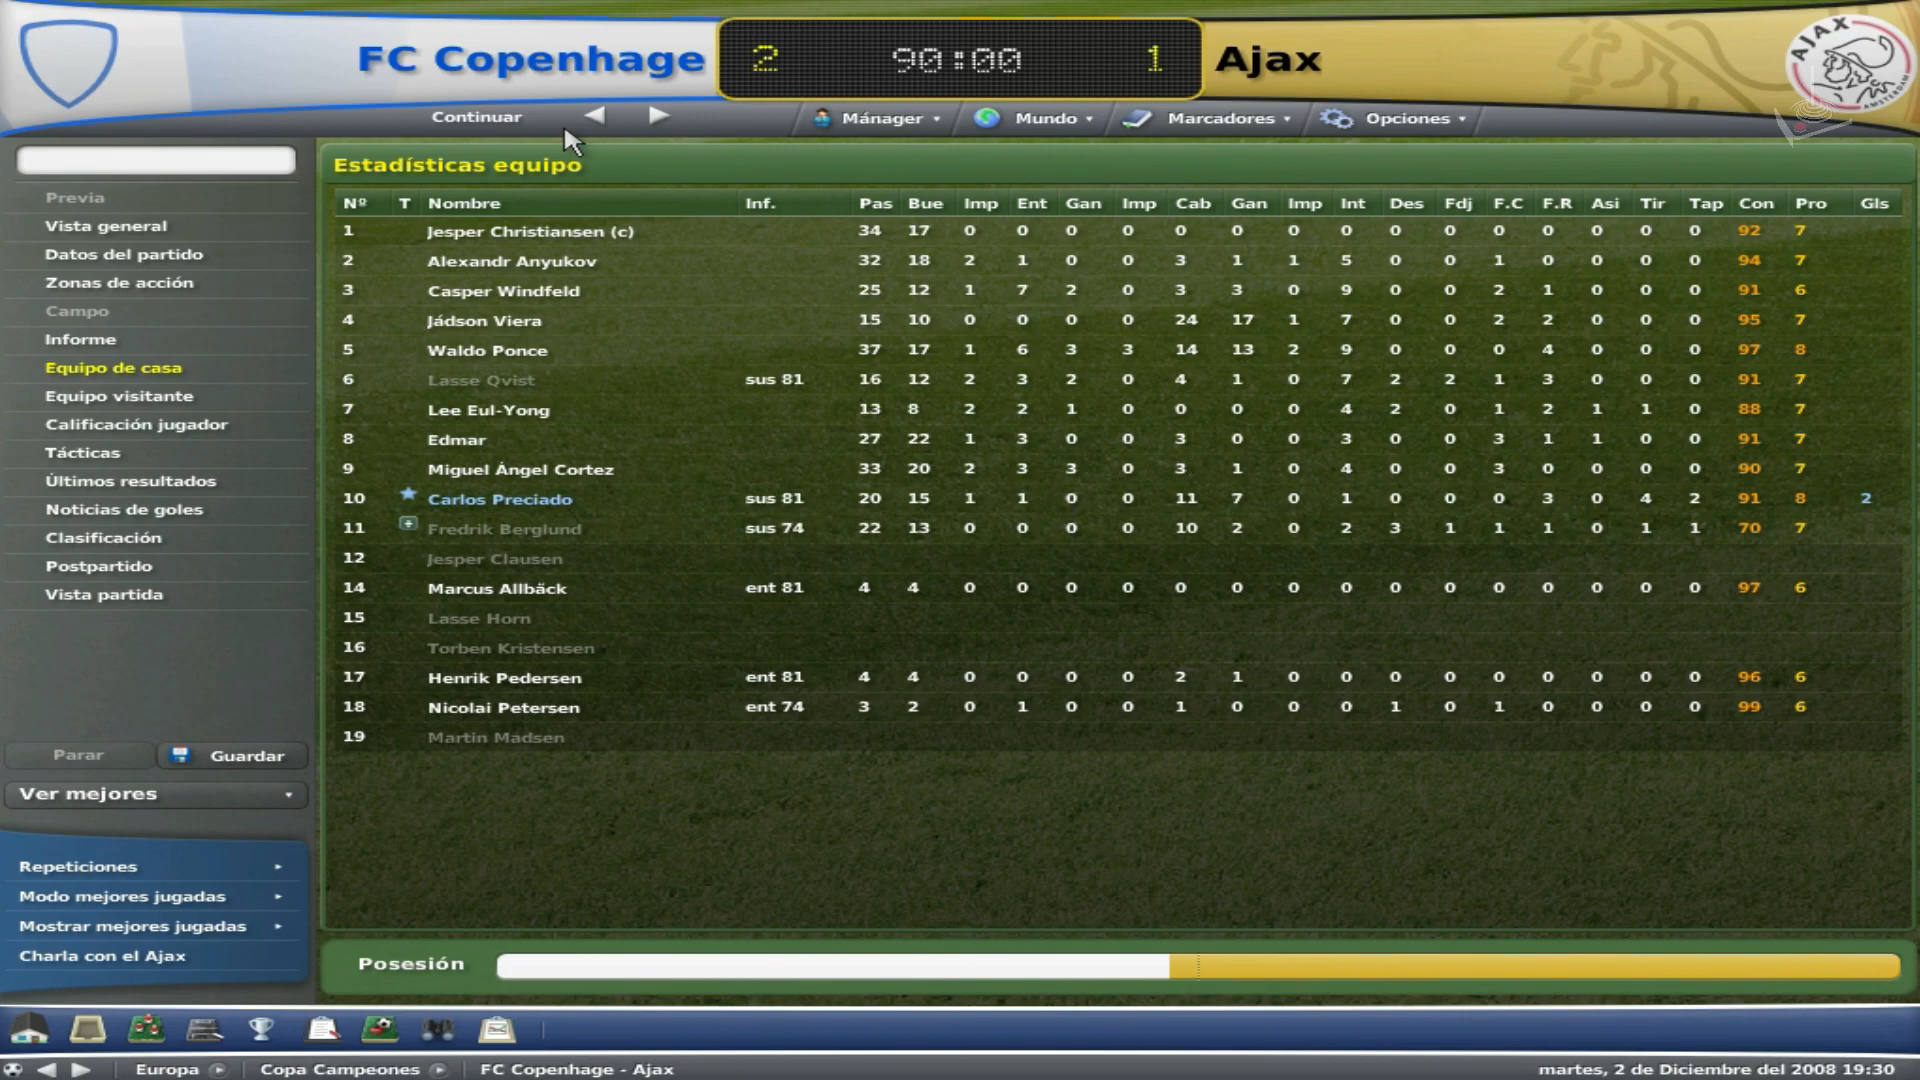 FC Copenhage 2 90:00 1 Ajax
AJAX
AMSTERDAM
Continuar Mánager Mundo Marcadores Opciones
Estadísticas equipo
Previa
Vista general
Datos del partido
Zonas de acción
Campo
Informe
Equipo de casa
Equipo visitante
Calificación jugador
Tácticas
Últimos resultados
Noticias de goles
Clasificación
Postpartido
Vista partida
Parar Guardar
Ver mejores
Repeticiones
Modo mejores jugadas
Mostrar mejores jugadas
Charla con el Ajax
Nº T Nombre Inf. Pas Bue Imp Ent Gan Imp Cab Gan Imp Int Des Fdj F.C F.R Asi Tir Tap Con Pro Gls
1 Jesper Christiansen (c) 34 17 0 0 0 0 0 0 0 0 0 0 0 0 0 0 0 92 7
2 Alexandr Anyukov 32 18 2 1 0 0 3 1 1 5 0 0 1 0 0 0 0 94 7
3 Casper Windfeld 25 12 1 7 2 0 3 3 0 9 0 0 2 1 0 0 0 91 6
4 Jádson Viera 15 10 0 0 0 0 24 17 1 7 0 0 2 2 0 0 0 95 7
5 Waldo Ponce 37 17 1 6 3 3 14 13 2 9 0 0 0 4 0 0 0 97 8
6 Lasse Qvist sus 81 16 12 2 3 2 0 4 1 0 7 2 2 1 3 0 0 0 91 7
7 Lee Eul-Yong 13 8 2 2 1 0 0 0 0 4 2 0 1 2 1 1 0 88 7
8 Edmar 27 22 1 3 0 0 3 0 0 3 0 0 3 1 1 0 0 91 7
9 Miguel Ángel Cortez 33 20 2 3 3 0 3 1 0 4 0 0 3 0 0 0 0 90 7
10 Carlos Preciado sus 81 20 15 1 1 0 0 11 7 0 1 0 0 0 3 0 4 2 91 8 2
11 Fredrik Berglund sus 74 22 13 0 0 0 0 10 2 0 2 3 1 1 1 0 1 1 70 7
12 Jesper Clausen
14 Marcus Allbäck ent 81 4 4 0 0 0 0 0 0 0 0 0 0 0 0 0 0 0 97 6
15 Lasse Horn
16 Torben Kristensen
17 Henrik Pedersen ent 81 4 4 0 0 0 0 2 1 0 0 0 0 0 0 0 0 0 96 6
18 Nicolai Petersen ent 74 3 2 0 1 0 0 1 0 0 0 1 0 1 0 0 0 0 99 6
19 Martin Madsen
Posesión
Europa Copa Campeones FC Copenhage - Ajax martes, 2 de Diciembre del 2008 19:30